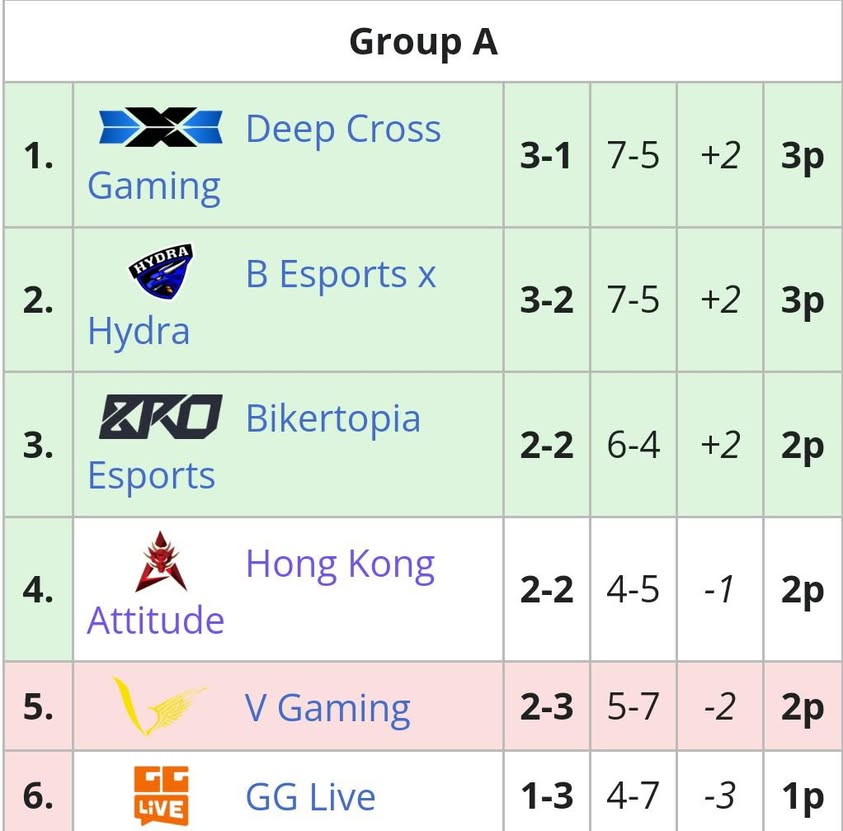 Group A
1. Deep Cross Gaming 3-1 7-5 +2 3p
2. HYDRA B Esports x Hydra 3-2 7-5 +2 3p
3. BRO Bikertopia Esports 2-2 6-4 +2 2p
4. Hong Kong Attitude 2-2 4-5 -1 2p
5. V Gaming 2-3 5-7 -2 2p
6. GG LIVE GG Live 1-3 4-7 -3 1p